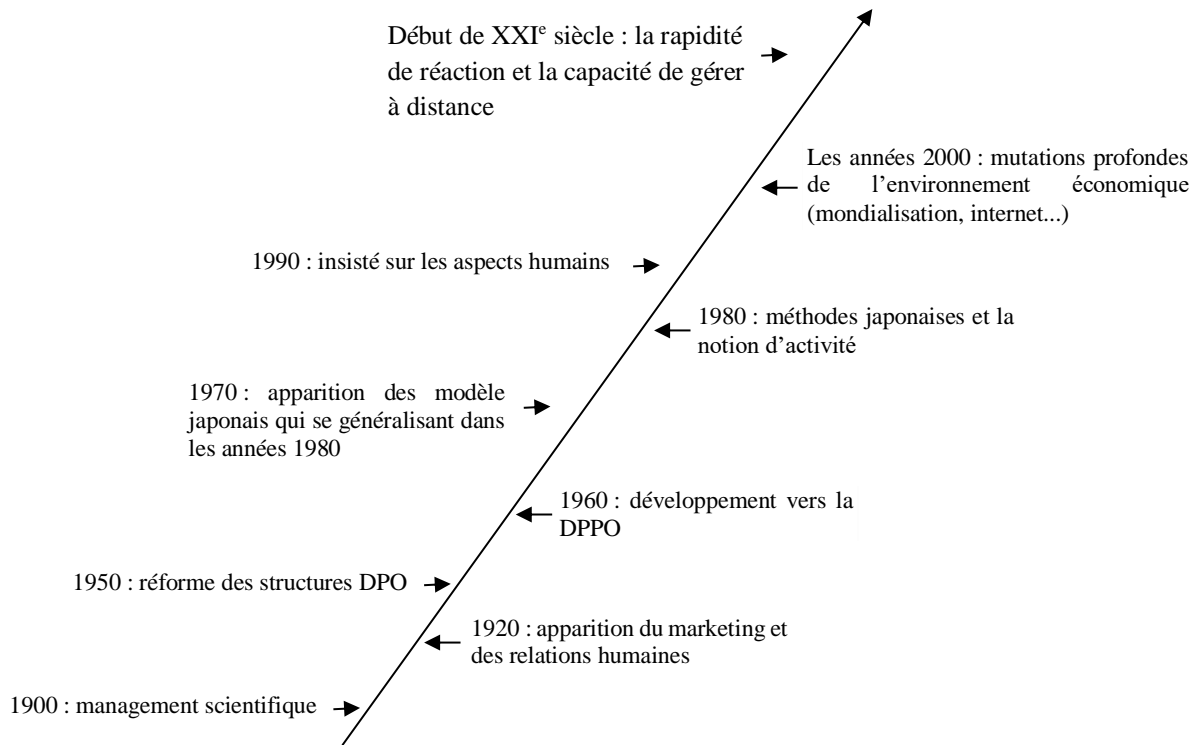 Début de XXIe siècle : la rapidité
de réaction et la capacité de gérer
à distance
Les années 2000 : mutations profondes
de l’environnement économique
(mondialisation, internet...)
1990 : insisté sur les aspects humains
1980 : méthodes japonaises et la
notion d’activité
1970 : apparition des modèle
japonais qui se généralisant dans
les années 1980
1960 : développement vers la
DPPO
1950 : réforme des structures DPO
1920 : apparition du marketing et
des relations humaines
1900 : management scientifique